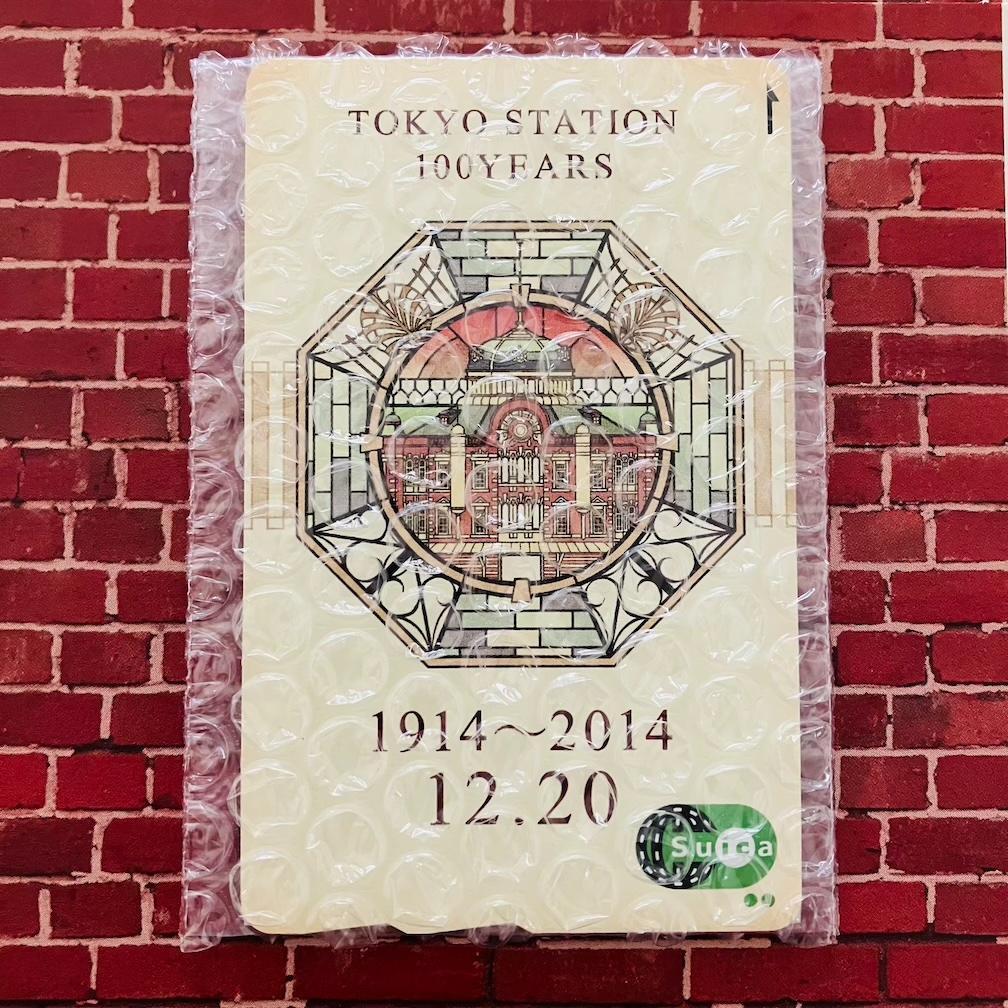 TOKYO STATION
100YEARS
1914～2014
12.20
Suica